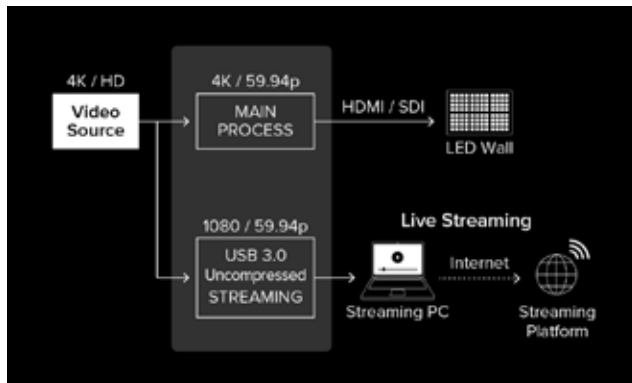 4K / HD
Video
Source
4K / 59.94p
MAIN
PROCESS
HDMI / SDI
LED Wall
1080 / 59.94p
USB 3.0
Uncompressed
STREAMING
Live Streaming
Streaming PC
Internet
Streaming
Platform